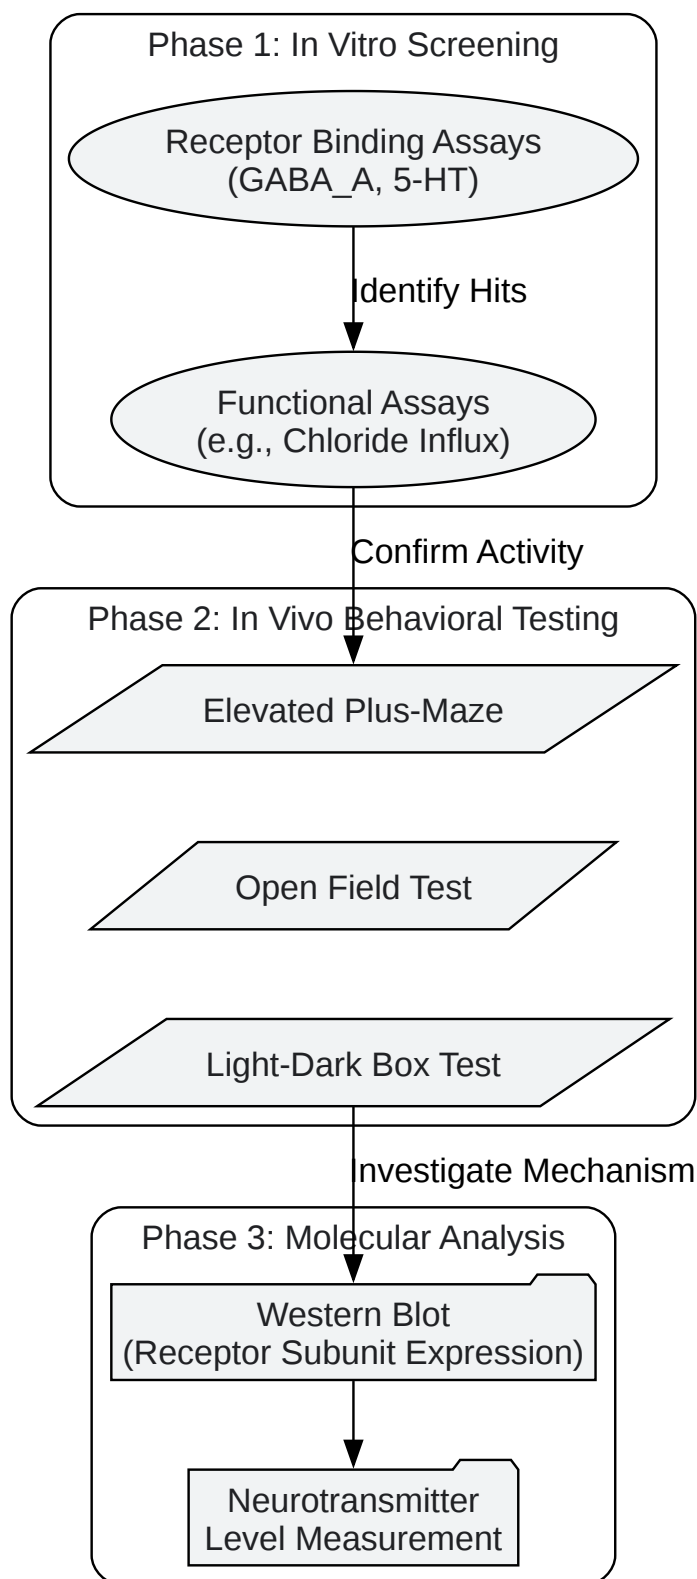 Phase 1: In Vitro Screening
Receptor Binding Assays
(GABA_A, 5-HT)
Identify Hits
Functional Assays
(e.g., Chloride Influx)
Confirm Activity
Phase 2: In Vivo Behavioral Testing
Elevated Plus-Maze
Open Field Test
Light-Dark Box Test
Investigate Mechanism
Phase 3: Molecular Analysis
Western Blot
(Receptor Subunit Expression)
Neurotransmitter
Level Measurement